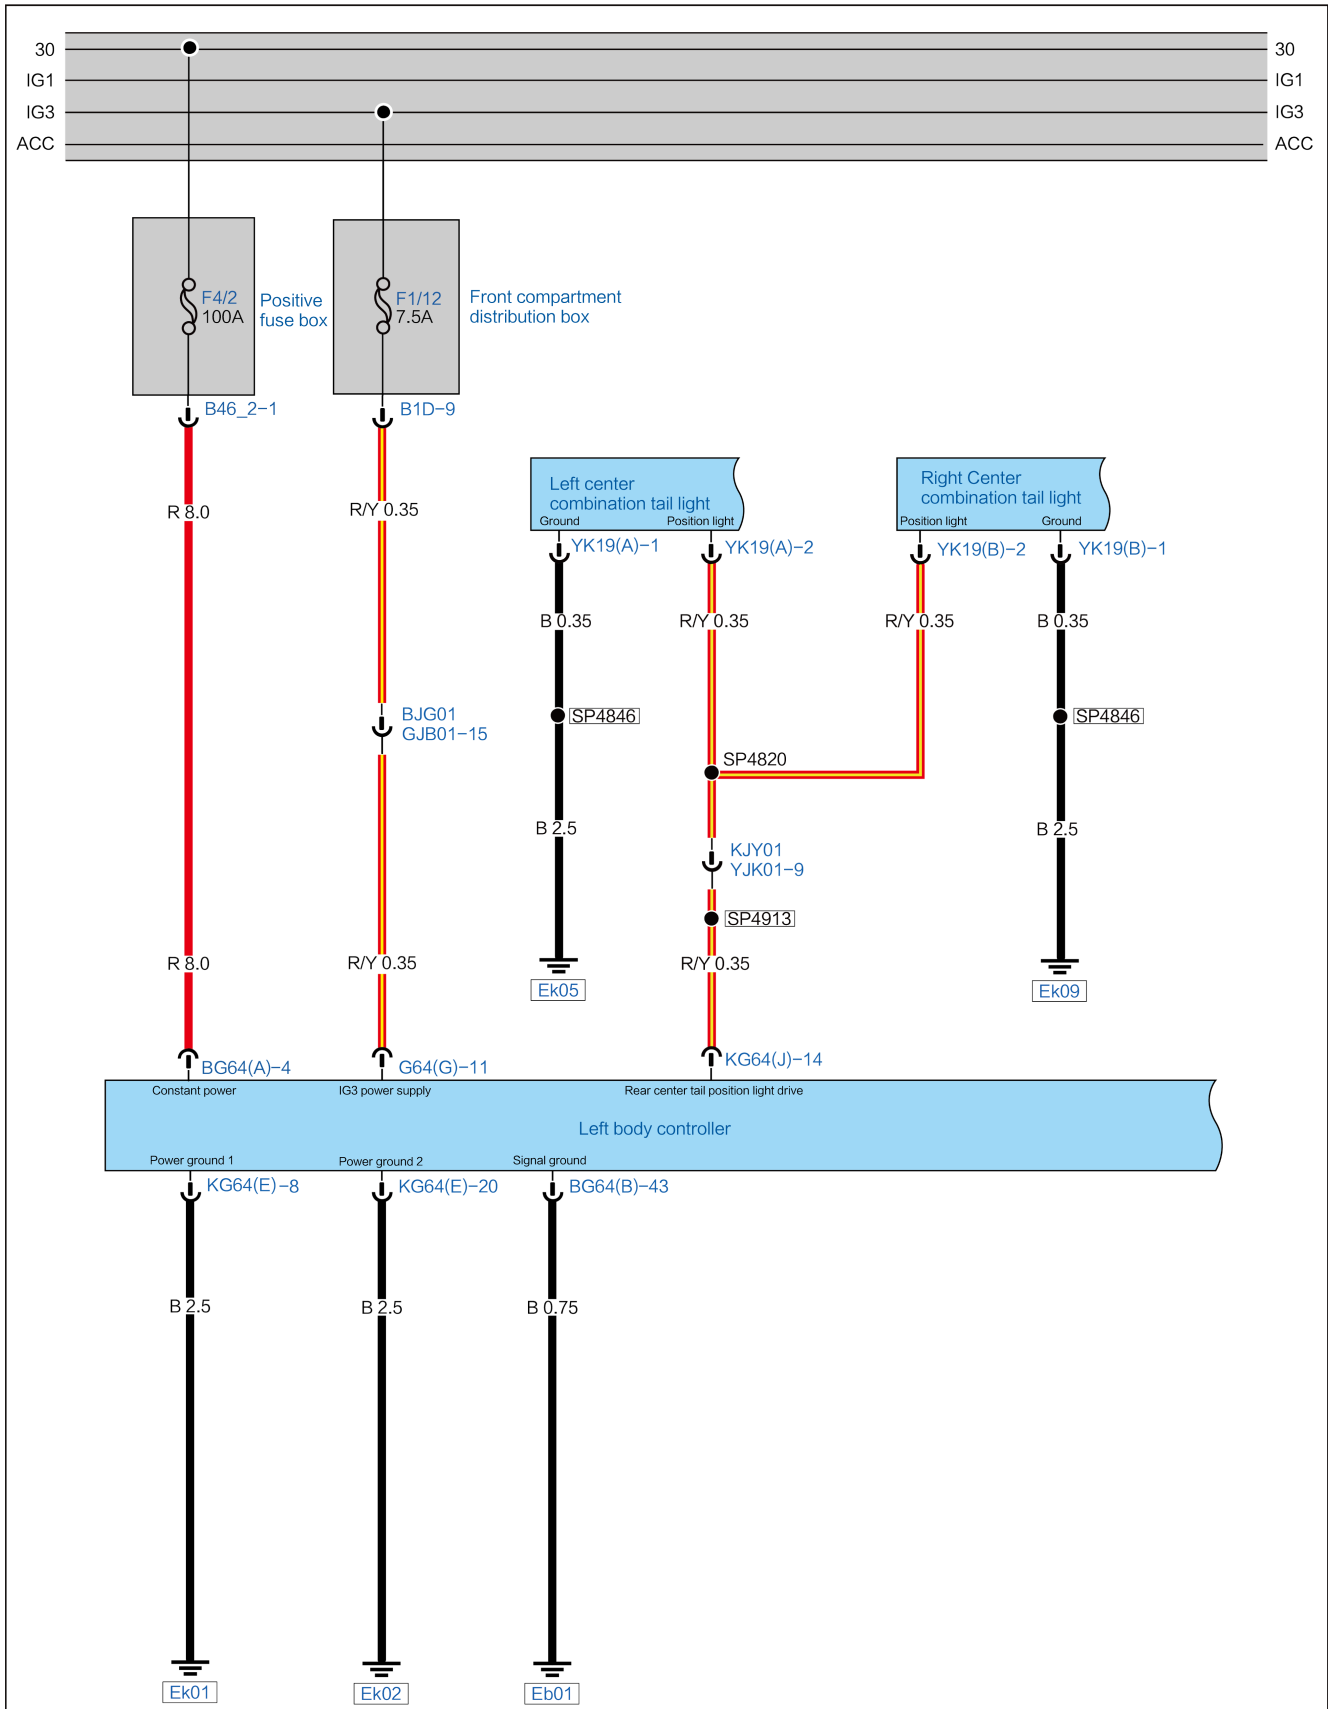 30
30
IG1
IG1
IG3
IG3
ACC
ACC
F4/2
100A
Positive
fuse box
F1/12
7.5A
Front compartment
distribution box
B46_2-1
B1D-9
R 8.0
R/Y 0.35
Left center
combination tail light
Ground
Position light
Right Center
combination tail light
Position light
Ground
YK19(A)-1
YK19(A)-2
YK19(B)-2
YK19(B)-1
B 0.35
R/Y 0.35
R/Y 0.35
B 0.35
BJG01
GJB01-15
SP4846
SP4846
SP4820
B 2.5
B 2.5
KJY01
YJK01-9
SP4913
R 8.0
R/Y 0.35
R/Y 0.35
Ek05
Ek09
BG64(A)-4
G64(G)-11
KG64(J)-14
Constant power
IG3 power supply
Rear center tail position light drive
Left body controller
Power ground 1
Power ground 2
Signal ground
KG64(E)-8
KG64(E)-20
BG64(B)-43
B 2.5
B 2.5
B 0.75
Ek01
Ek02
Eb01